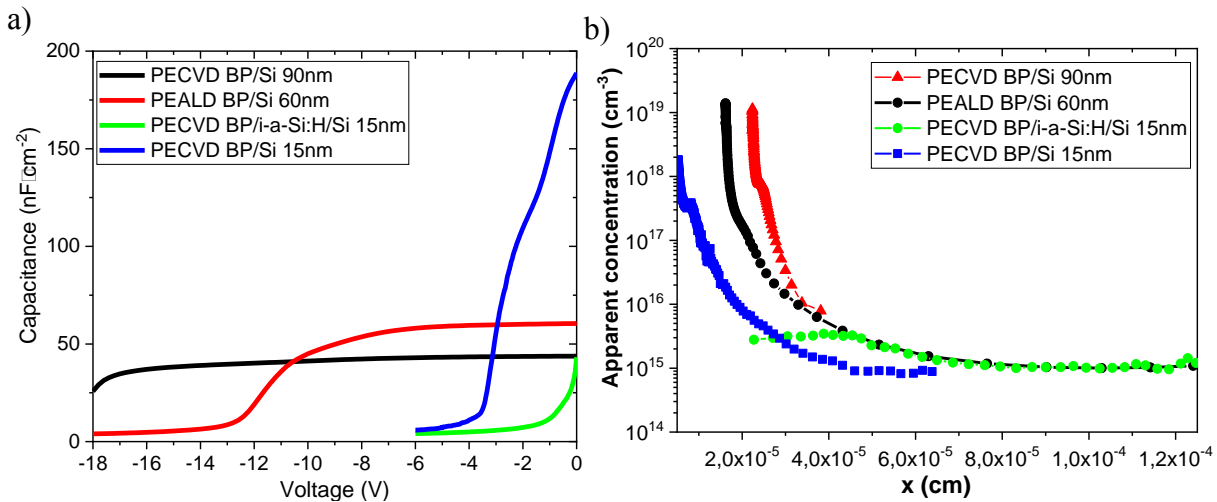 a)
200
150
100
50
0
Capacitance (nF□cm-2)
PECVD BP/Si 90nm
PEALD BP/Si 60nm
PECVD BP/i-a-Si:H/Si 15nm
PECVD BP/Si 15nm
-18 -16 -14 -12 -10 -8 -6 -4 -2 0
Voltage (V)
b)
10^20
10^19
10^18
10^17
10^16
10^15
10^14
Apparent concentration (cm-3)
PECVD BP/Si 90nm
PEALD BP/Si 60nm
PECVD BP/i-a-Si:H/Si 15nm
PECVD BP/Si 15nm
2,0x10-5 4,0x10-5 6,0x10-5 8,0x10-5 1,0x10-4 1,2x10-4
x (cm)